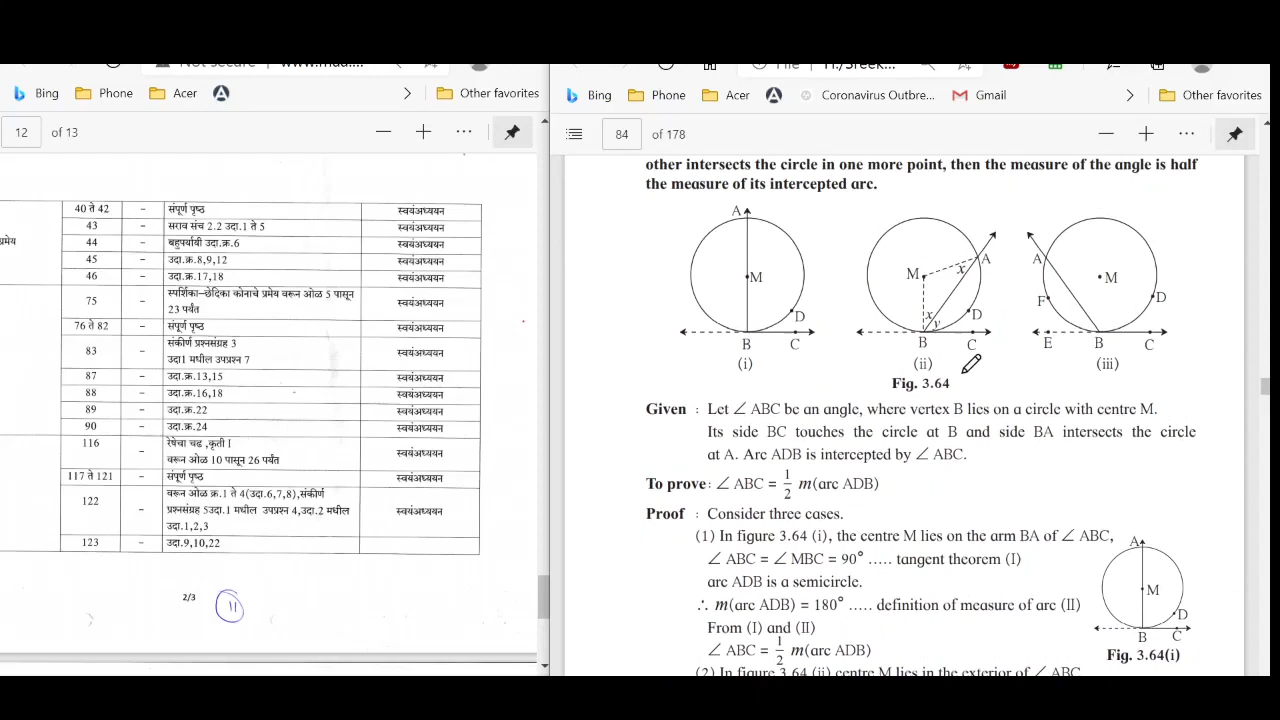 Bing Phone Acer Other favorites
12 of 13
40 ते 42 - संपूर्ण पृष्ठ स्वयंअध्ययन
43 - सराव संच 2.2 उदा.1 ते 5 स्वयंअध्ययन
प्रमेय 44 - बहुपर्यायी उदा.क्र.6 स्वयंअध्ययन
45 - उदा.क्र.8,9,12 स्वयंअध्ययन
46 - उदा.क्र.17,18 स्वयंअध्ययन
75 - स्पर्शिका-छेदिका कोनाचे प्रमेय वरून ओळ 5 पासून स्वयंअध्ययन
23 पर्यंत
76 ते 82 - संपूर्ण पृष्ठ स्वयंअध्ययन
83 - संकीर्ण प्रश्नसंग्रह 3 स्वयंअध्ययन
उदा1 मधील उपप्रश्न 7
87 - उदा.क्र.13,15 स्वयंअध्ययन
88 - उदा.क्र.16,18 स्वयंअध्ययन
89 - उदा.क्र.22 स्वयंअध्ययन
90 - उदा.क्र.24 स्वयंअध्ययन
116 - रेषेचा चढ ,कृती I स्वयंअध्ययन
वरून ओळ 10 पासून 26 पर्यंत
117 ते 121 - संपूर्ण पृष्ठ स्वयंअध्ययन
122 - वरून ओळ क्र.1 ते 4(उदा.6,7,8),संकीर्ण स्वयंअध्ययन
प्रश्नसंग्रह 5उदा.1 मधील उपप्रश्न 4,उदा.2 मधील
उदा.1,2,3
123 - उदा.9,10,22
2/3 11
Bing Phone Acer Coronavirus Outbre... Gmail Other favorites
84 of 178
other intersects the circle in one more point, then the measure of the angle is half
the measure of its intercepted arc.
A M D B C
(i)
M A x x y D B C
(ii)
A M F D E B C
(iii)
Fig. 3.64
Given : Let ∠ ABC be an angle, where vertex B lies on a circle with centre M.
Its side BC touches the circle at B and side BA intersects the circle
at A. Arc ADB is intercepted by ∠ ABC.
To prove : ∠ ABC = 1/2 m(arc ADB)
Proof : Consider three cases.
(1) In figure 3.64 (i), the centre M lies on the arm BA of ∠ ABC,
∠ ABC = ∠ MBC = 90° ..... tangent theorem (I)
arc ADB is a semicircle.
∴ m(arc ADB) = 180° ..... definition of measure of arc (II)
From (I) and (II)
∠ ABC = 1/2 m(arc ADB)
(2) In figure 3.64 (ii) centre M lies in the exterior of ∠ ABC
A M D B C
Fig. 3.64(i)